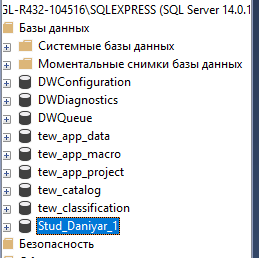 GL-R432-104516\SQLEXPRESS (SQL Server 14.0.1
Базы данных
Системные базы данных
Моментальные снимки базы данных
DWConfiguration
DWDiagnostics
DWQueue
tew_app_data
tew_app_macro
tew_app_project
tew_catalog
tew_classification
Stud_Daniyar_1
Безопасность